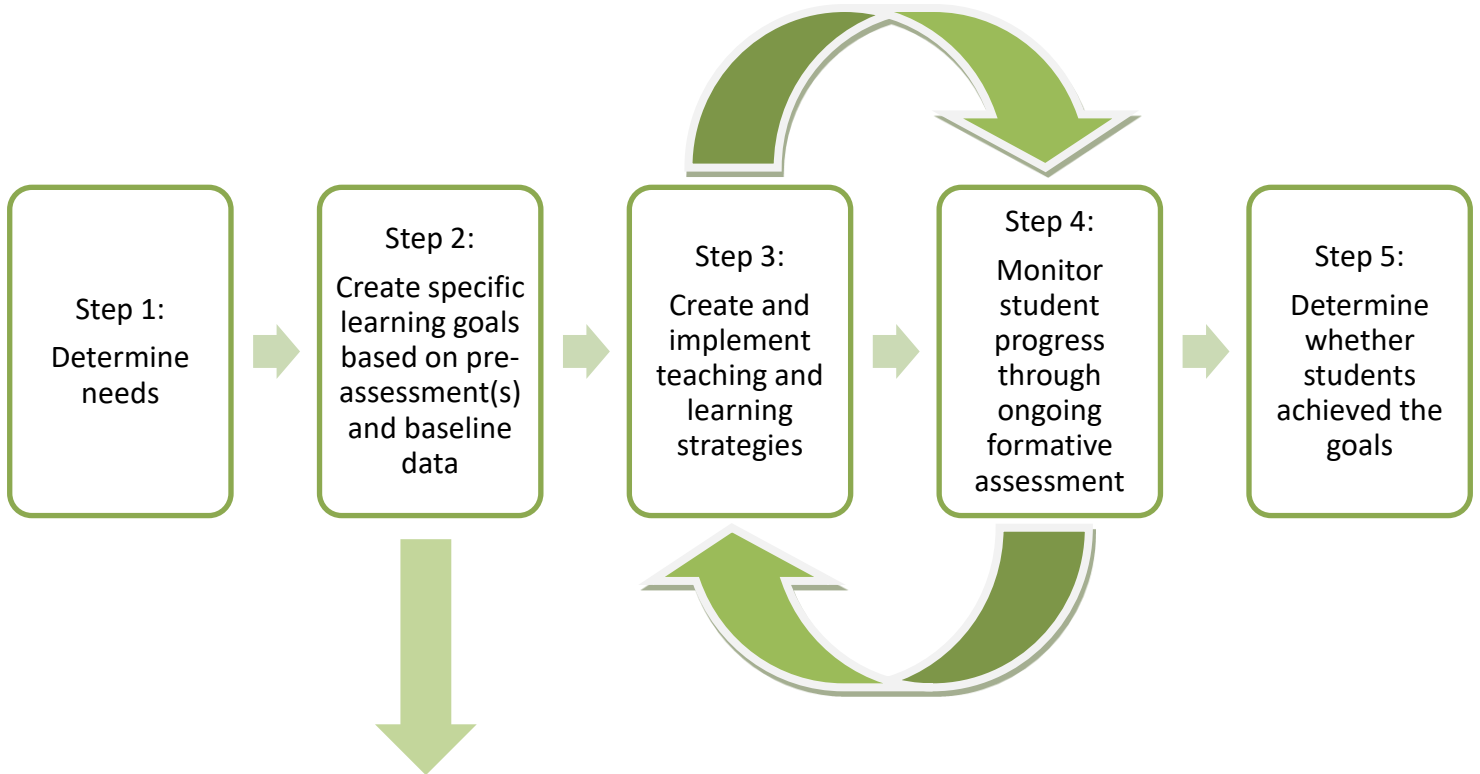 Step 1:
Determine
needs
Step 2:
Create specific
learning goals
based on pre-
assessment(s)
and baseline
data
Step 3:
Create and
implement
teaching and
learning
strategies
Step 4:
Monitor
student
progress
through
ongoing
formative
assessment
Step 5:
Determine
whether
students
achieved the
goals